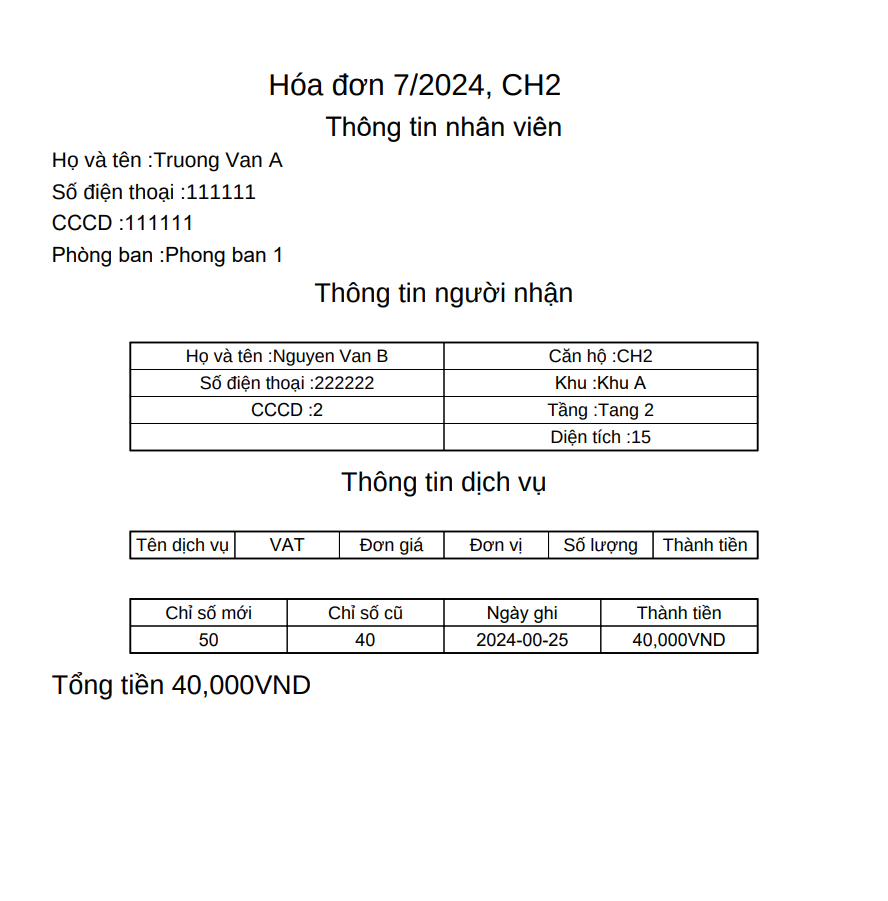 Hóa đơn 7/2024, CH2
Thông tin nhân viên
Họ và tên :Truong Van A
Số điện thoại :111111
CCCD :111111
Phòng ban :Phong ban 1
Thông tin người nhận
Họ và tên :Nguyen Van B Căn hộ :CH2
Số điện thoại :222222 Khu :Khu A
CCCD :2 Tầng :Tang 2
Diện tích :15
Thông tin dịch vụ
Tên dịch vụ VAT Đơn giá Đơn vị Số lượng Thành tiền
Chỉ số mới Chỉ số cũ Ngày ghi Thành tiền
50 40 2024-00-25 40,000VND
Tổng tiền 40,000VND